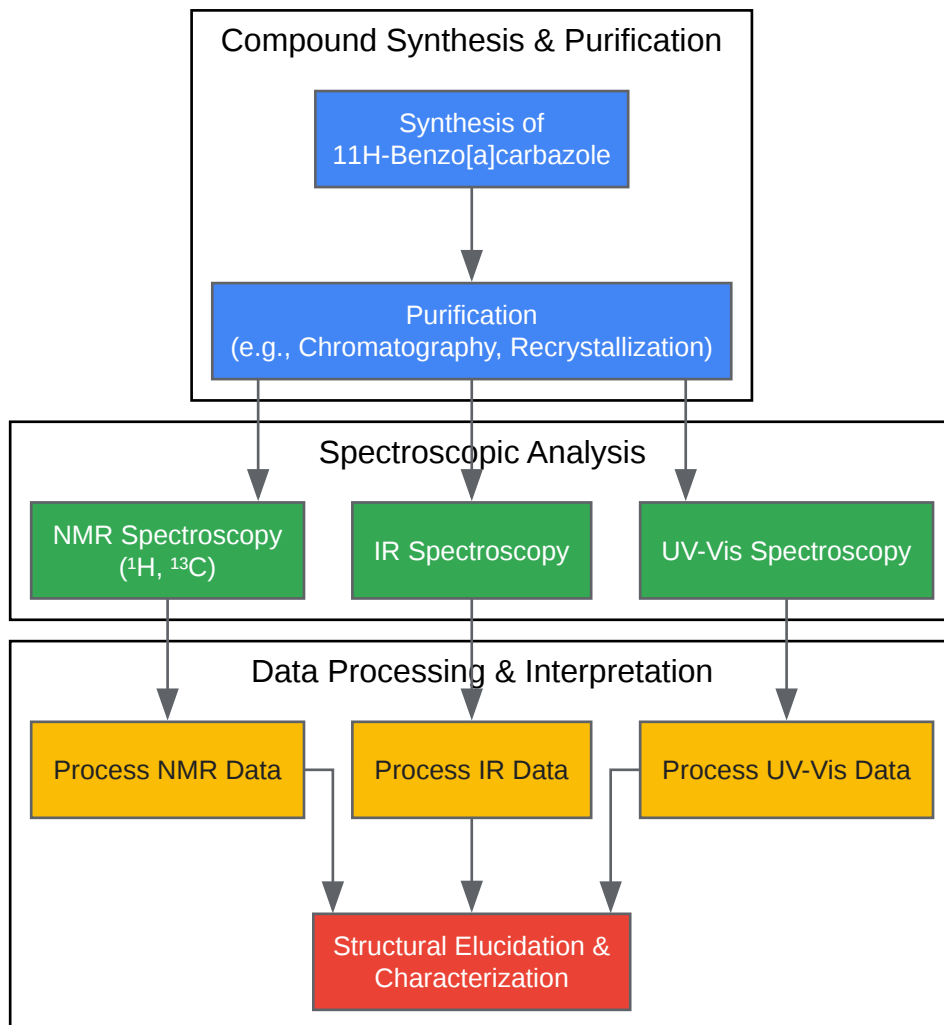 Compound Synthesis & Purification
Synthesis of
11H-Benzo[a]carbazole
Purification
(e.g., Chromatography, Recrystallization)
Spectroscopic Analysis
NMR Spectroscopy
(¹H, ¹³C)
IR Spectroscopy
UV-Vis Spectroscopy
Data Processing & Interpretation
Process NMR Data
Process IR Data
Process UV-Vis Data
Structural Elucidation &
Characterization